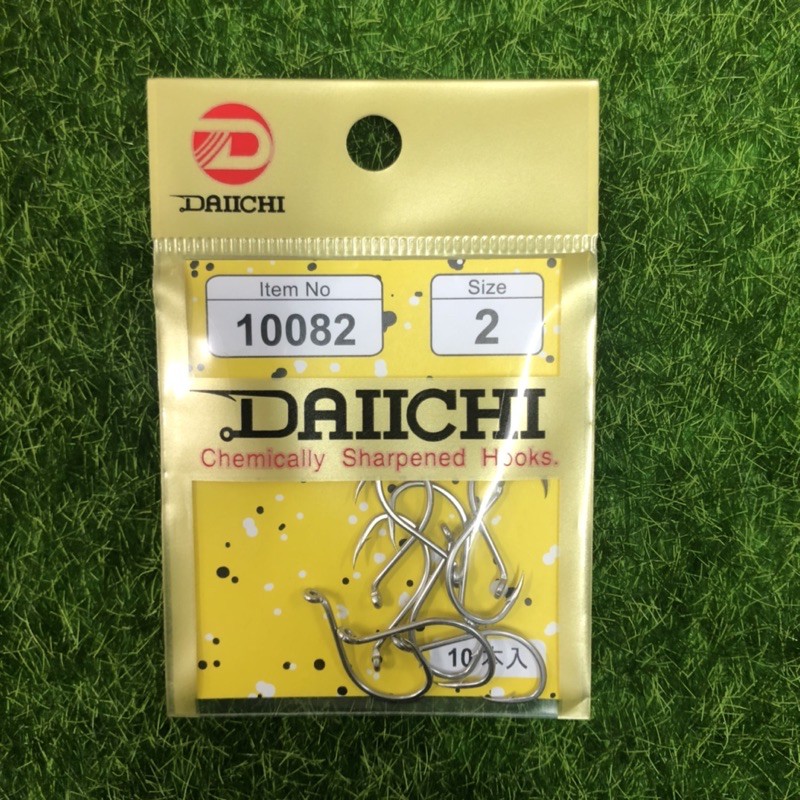 DAIICHI
Item No
10082
Size
2
DAIICHI
Chemically Sharpened Hooks.
10本入